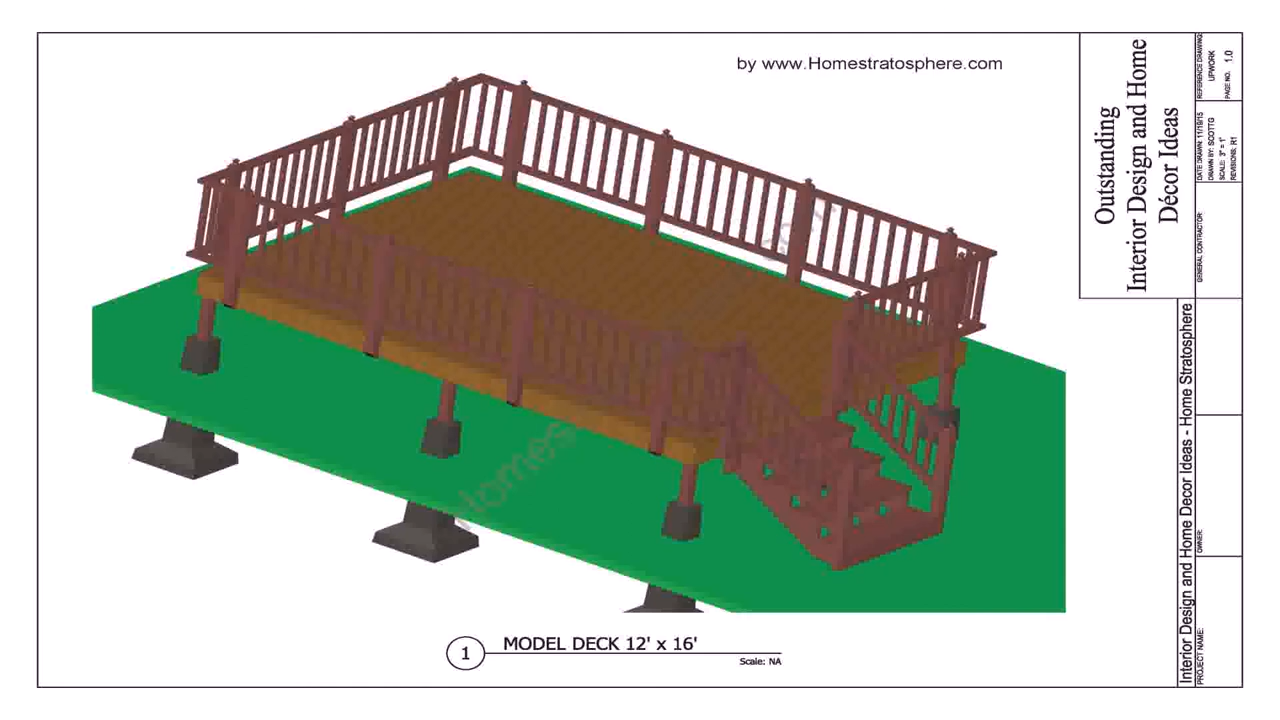 by www.Homestratosphere.com
Outstanding
Interior Design and Home
Décor Ideas
REFERENCE DRAWING:
UPWORK
PAGE NO. 1.0
DATE DRAWN: 11/19/15
DRAWN BY: SCOTTG
SCALE: 3" = 1'
REVISIONS: R1
GENERAL CONTRACTOR:
OWNER:
Interior Design and Home Decor Ideas - Home Stratosphere
PROJECT NAME:
1
MODEL DECK 12' x 16'
Scale: NA